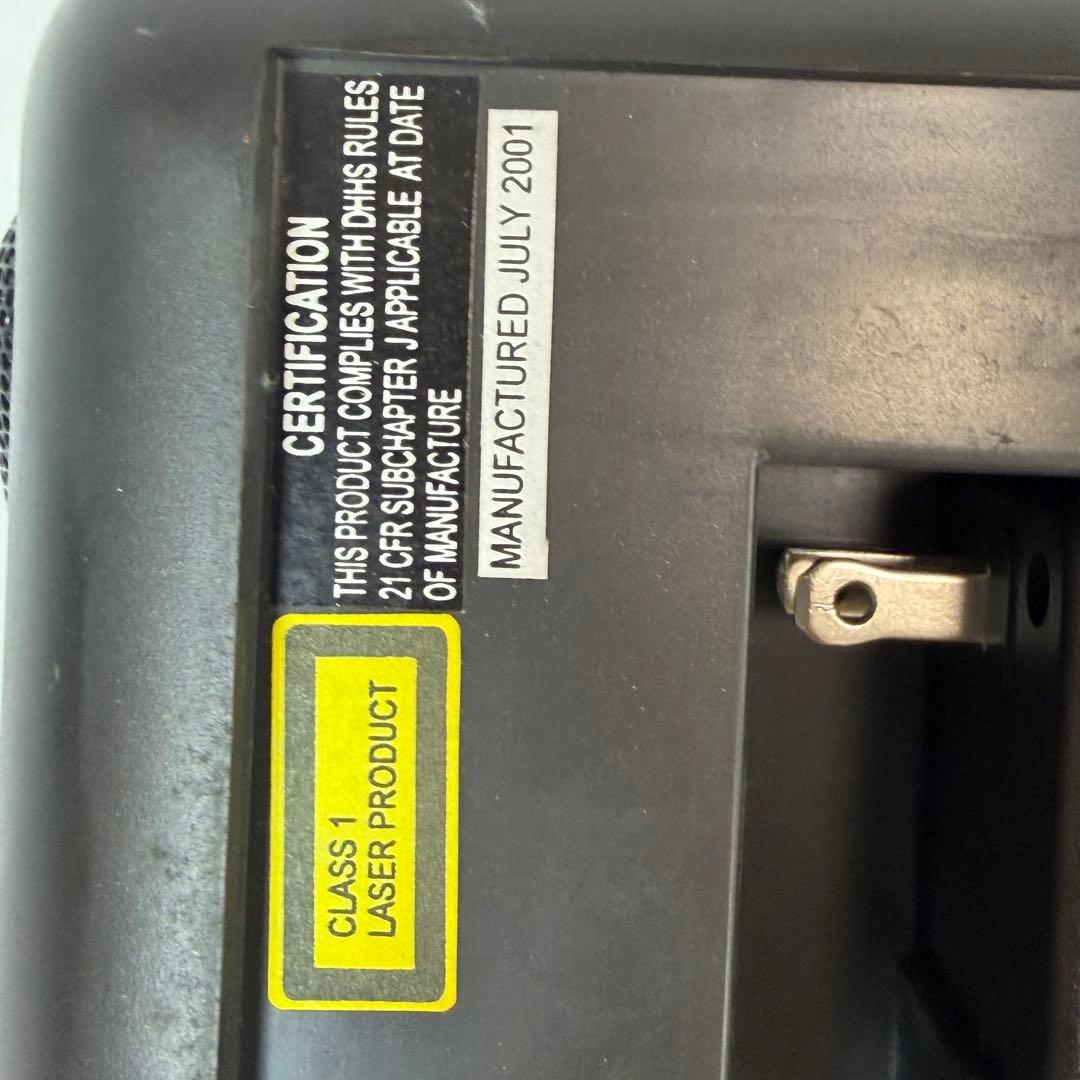 CLASS 1
LASER PRODUCT
CERTIFICATION
THIS PRODUCT COMPLIES WITH DHHS RULES
21 CFR SUBCHAPTER J APPLICABLE AT DATE
OF MANUFACTURE
MANUFACTURED JULY 2001